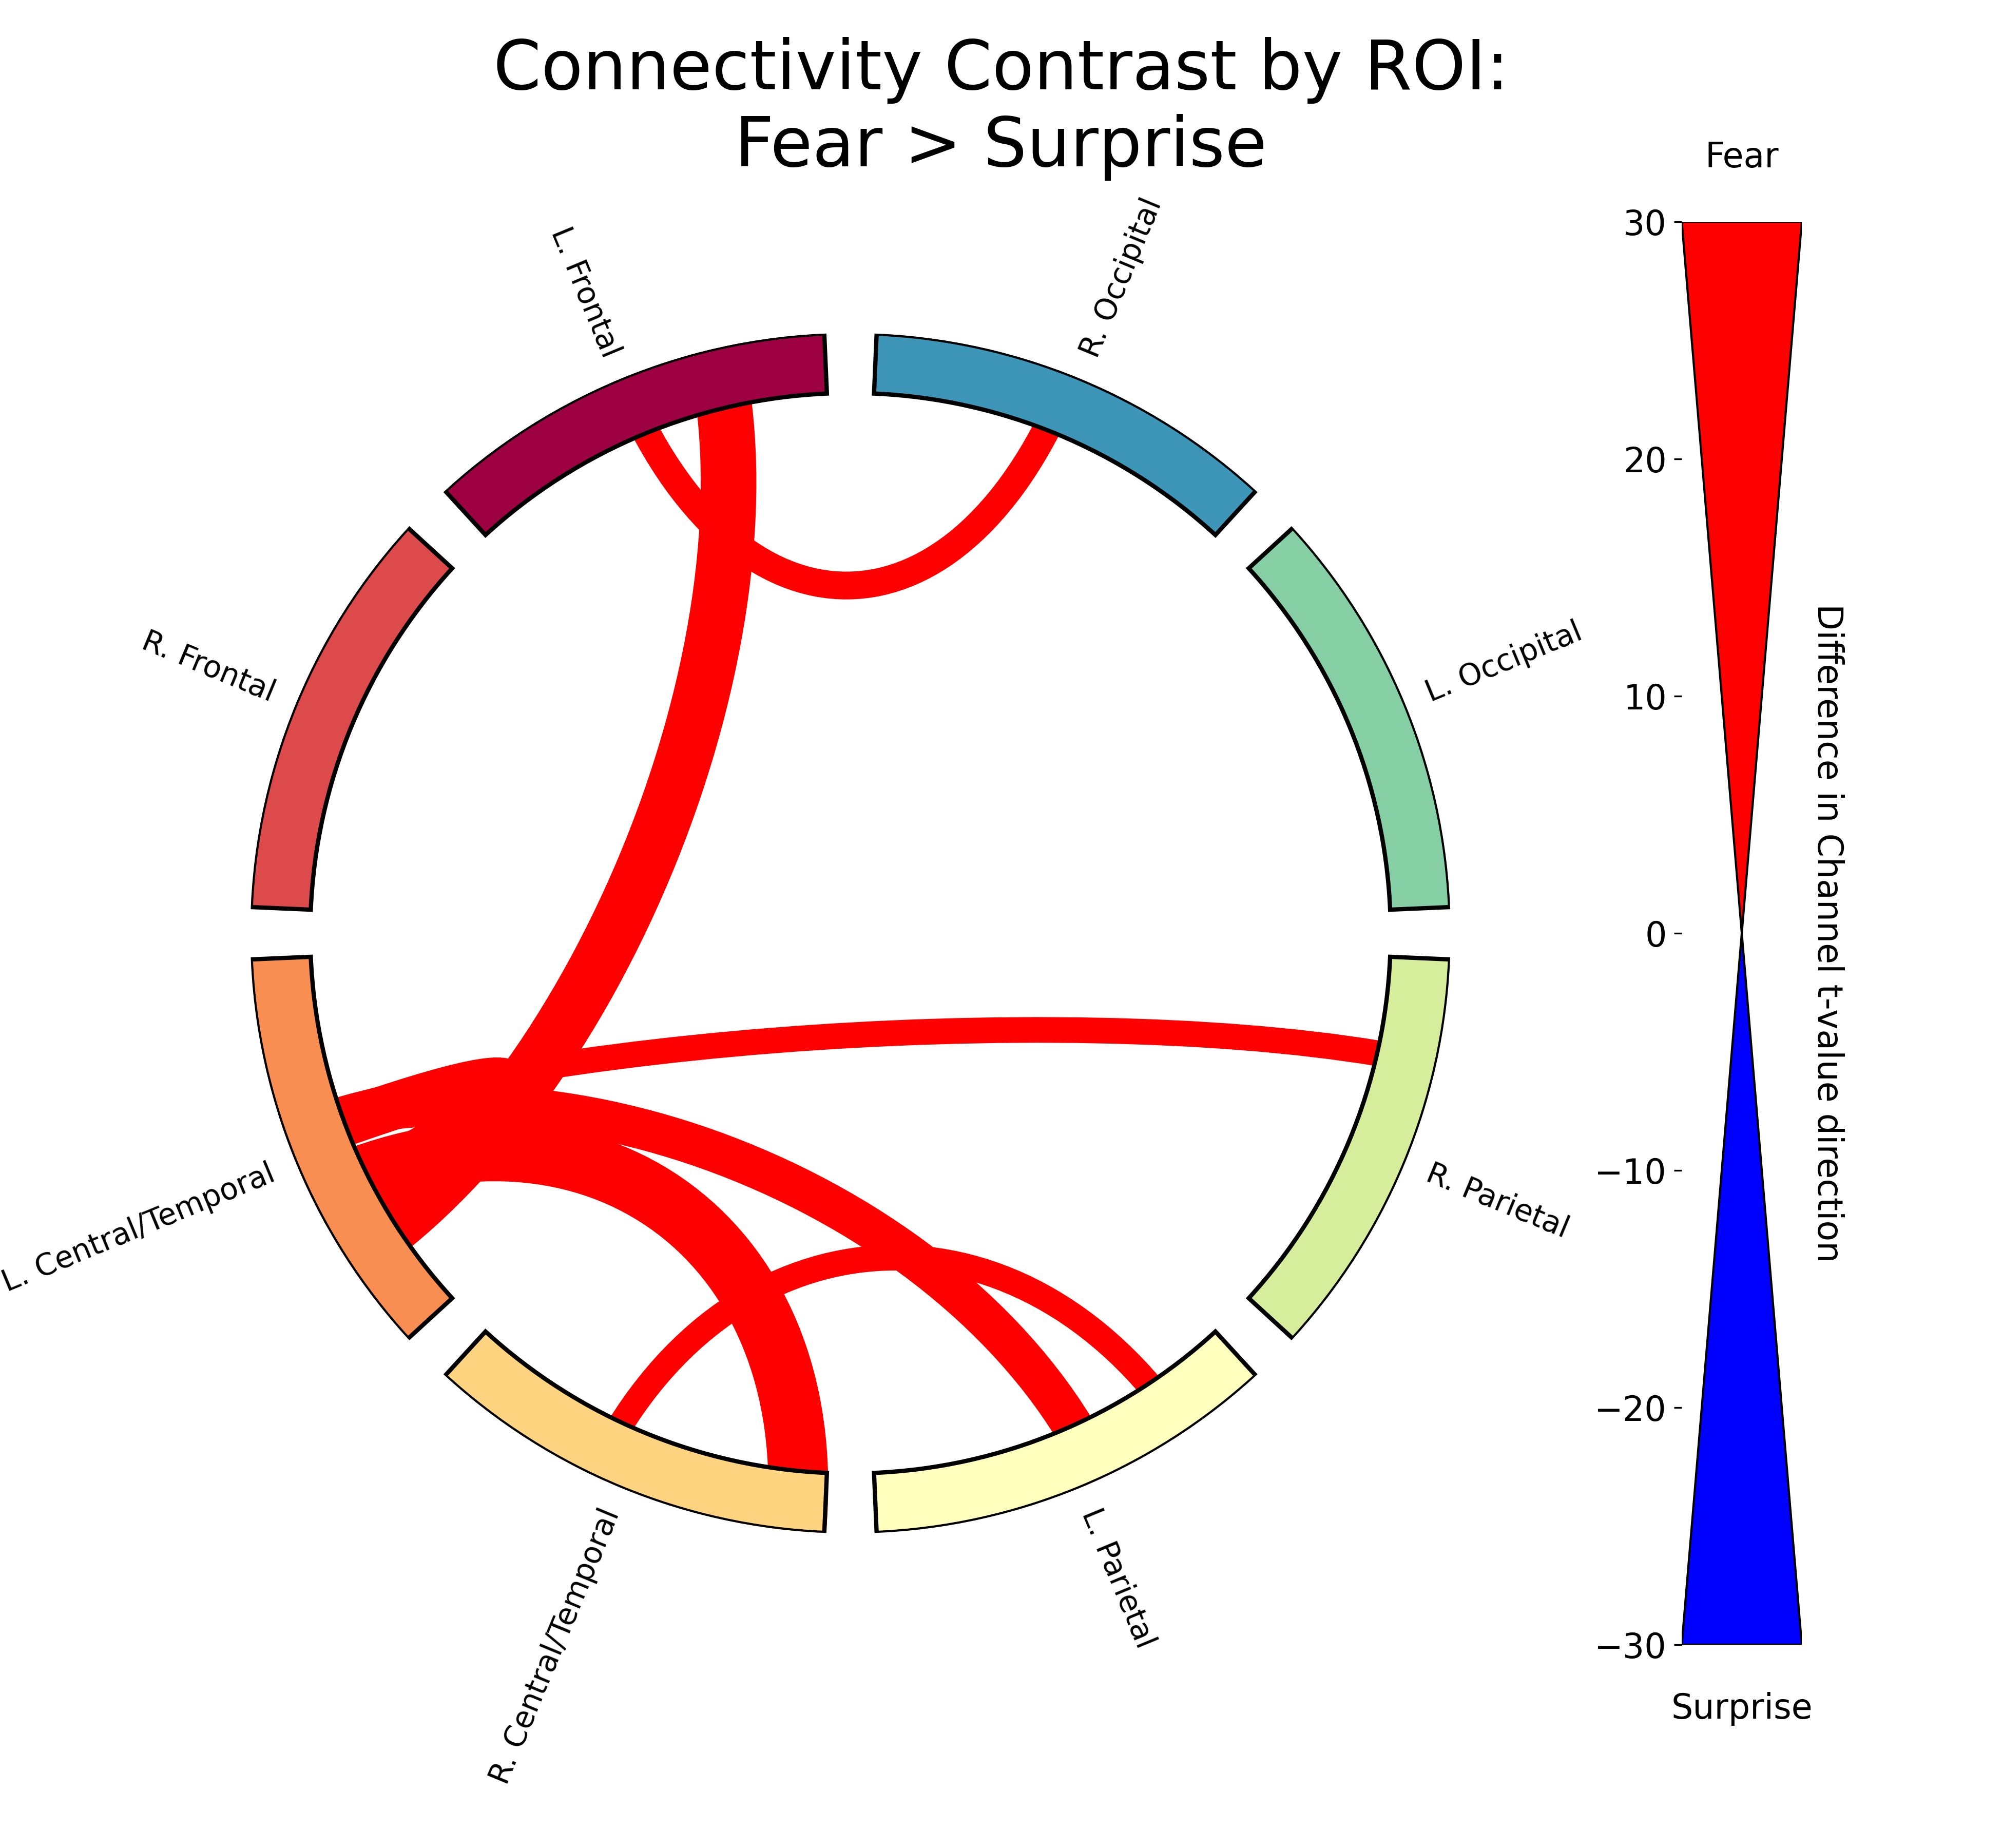 Connectivity Contrast by ROI:
Fear > Surprise
L. Frontal
R. Occipital
R. Frontal
L. Occipital
L. Central/Temporal
R. Parietal
R. Central/Temporal
L. Parietal
Fear
30
20
10
0
−10
−20
−30
Surprise
Difference in Channel t-value direction